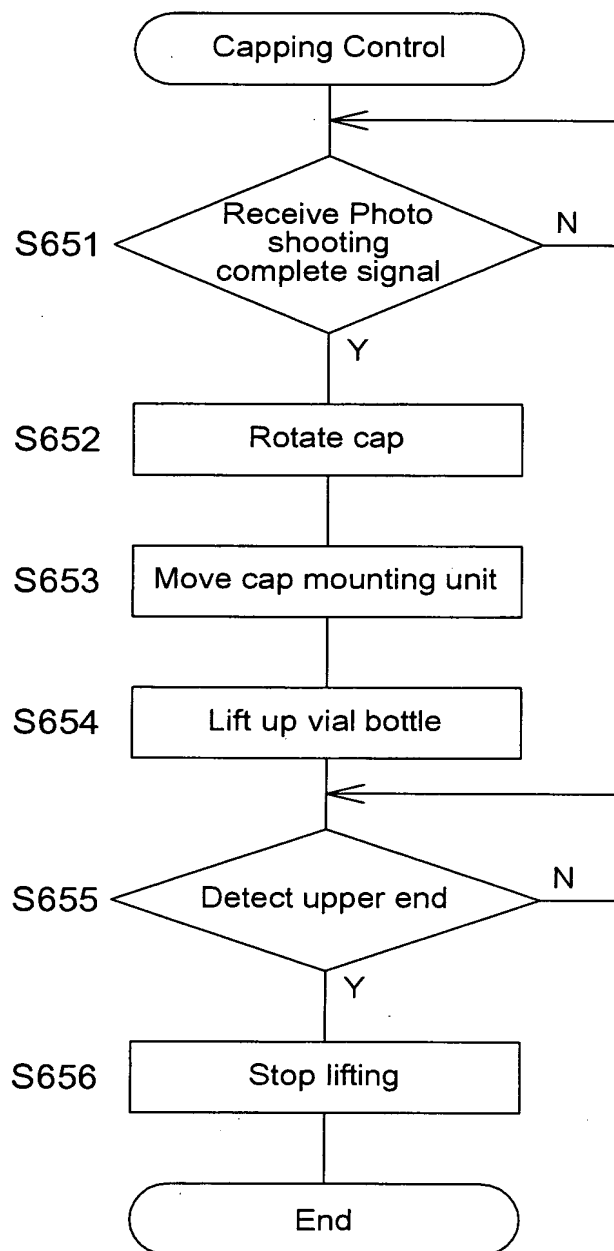 Capping Control
S651
Receive Photo
shooting
complete signal
N
Y
S652
Rotate cap
S653
Move cap mounting unit
S654
Lift up vial bottle
S655
Detect upper end
N
Y
S656
Stop lifting
End